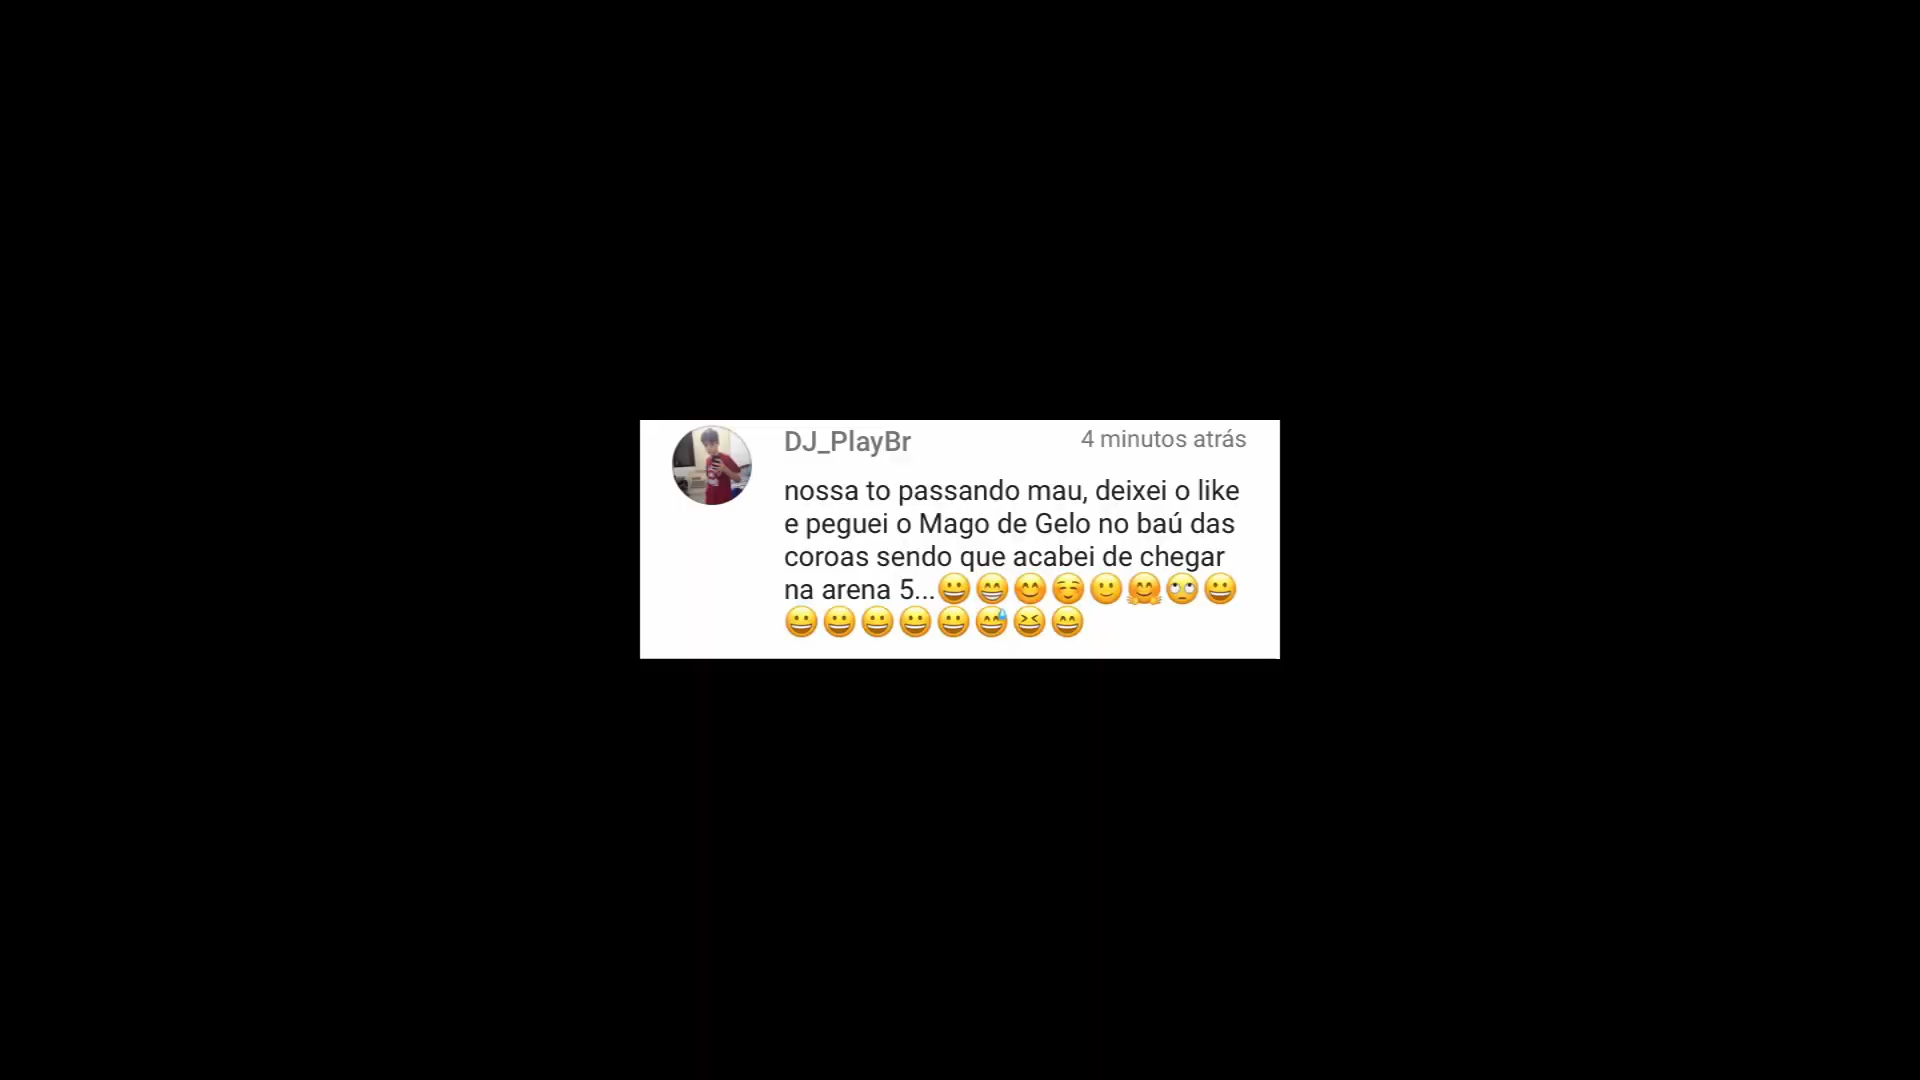 DJ_PlayBr
4 minutos atrás
nossa to passando mau, deixei o like
e peguei o Mago de Gelo no baú das
coroas sendo que acabei de chegar
na arena 5...😀😁😊☺️🙂🤗🙄😀
😀😀😀😀😀😅😆😄